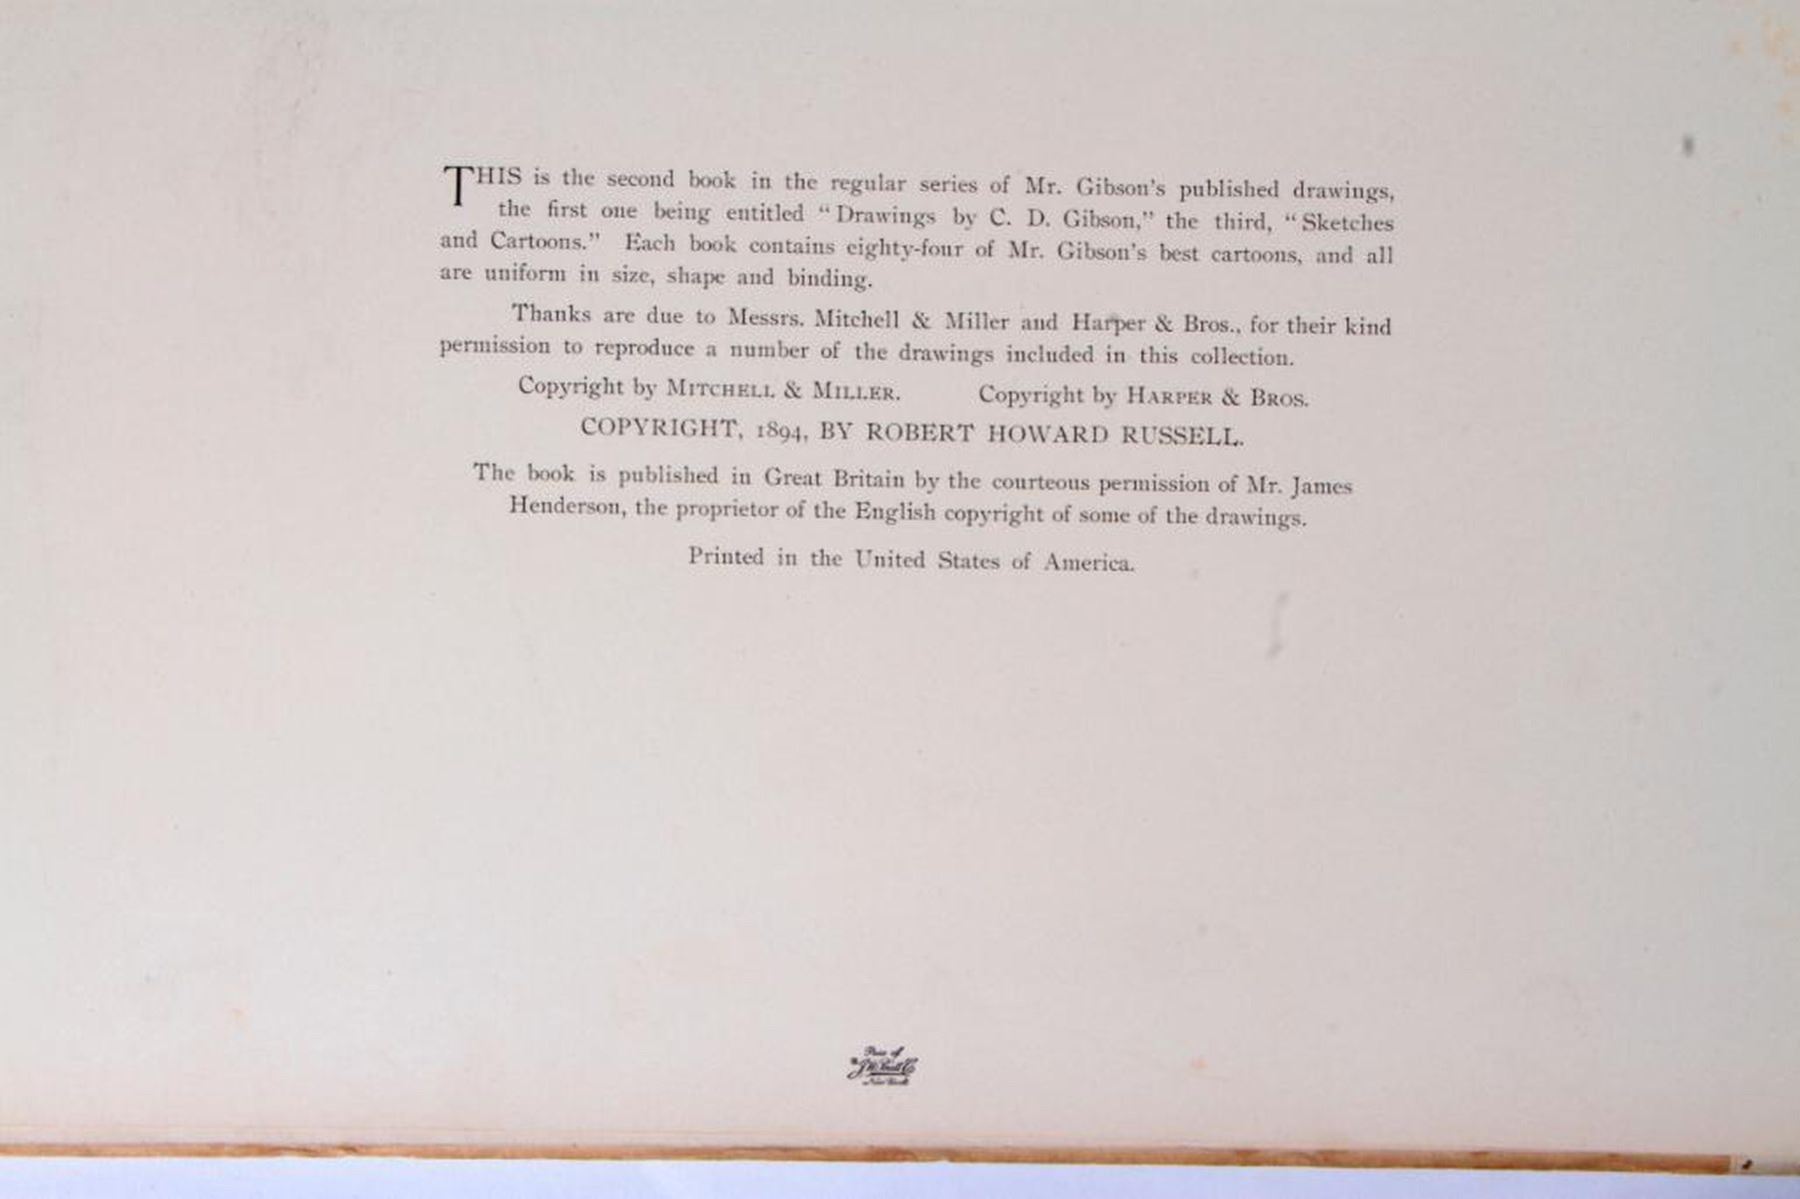 THIS is the second book in the regular series of Mr. Gibson's published drawings,
the first one being entitled "Drawings by C. D. Gibson," the third, "Sketches
and Cartoons." Each book contains eighty-four of Mr. Gibson's best cartoons, and all
are uniform in size, shape and binding.
Thanks are due to Messrs. Mitchell & Miller and Harper & Bros., for their kind
permission to reproduce a number of the drawings included in this collection.
Copyright by MITCHELL & MILLER. Copyright by HARPER & BROS.
COPYRIGHT, 1894, BY ROBERT HOWARD RUSSELL.
The book is published in Great Britain by the courteous permission of Mr. James
Henderson, the proprietor of the English copyright of some of the drawings.
Printed in the United States of America.
New York